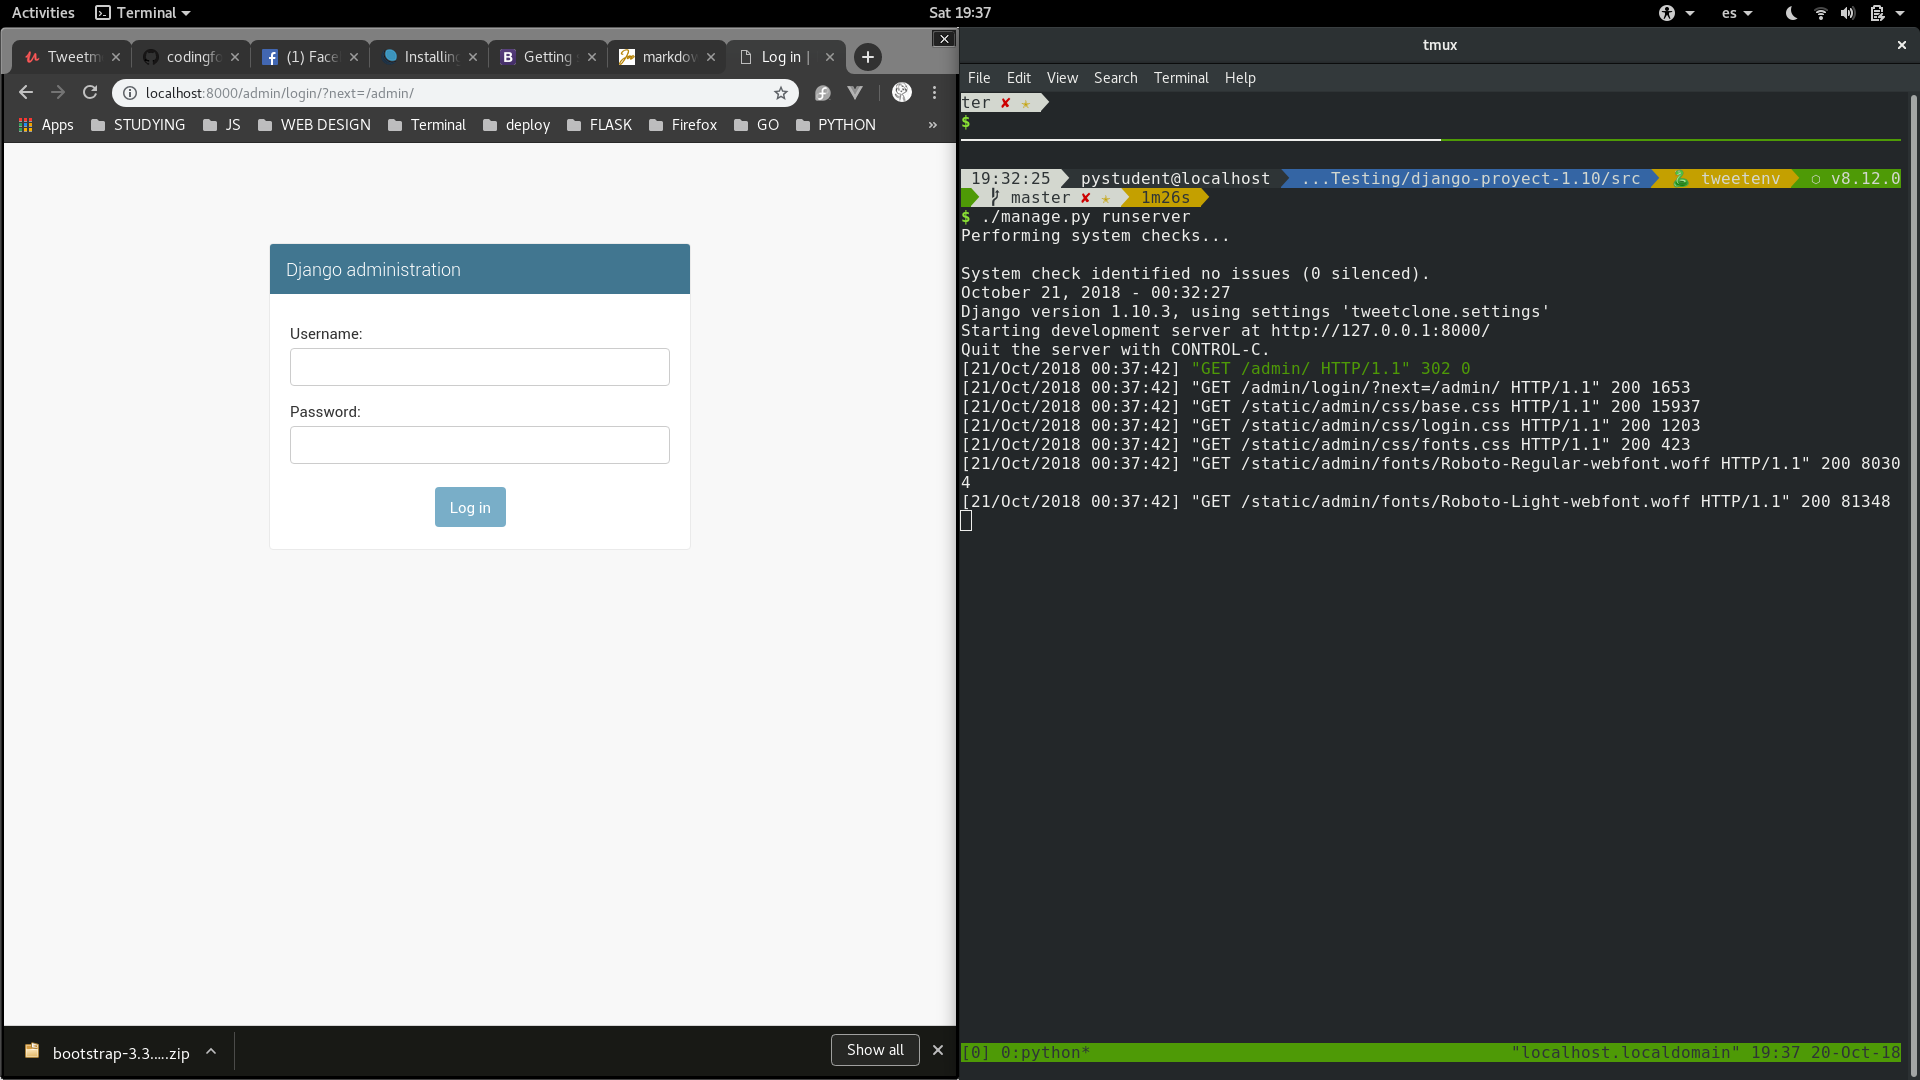 Activities Terminal Sat 19:37 es
Tweetm codingfo (1) Face Installing Getting markdow Log in |
localhost:8000/admin/login/?next=/admin/
Apps STUDYING JS WEB DESIGN Terminal deploy FLASK Firefox GO PYTHON »
Django administration
Username:
Password:
Log in
bootstrap-3.3.....zip Show all
tmux
File Edit View Search Terminal Help
ter ✘ ★
$
19:32:25 pystudent@localhost ...Testing/django-proyect-1.10/src tweetenv v8.12.0
master ✘ ★ 1m26s
$ ./manage.py runserver
Performing system checks...
System check identified no issues (0 silenced).
October 21, 2018 - 00:32:27
Django version 1.10.3, using settings 'tweetclone.settings'
Starting development server at http://127.0.0.1:8000/
Quit the server with CONTROL-C.
[21/Oct/2018 00:37:42] "GET /admin/ HTTP/1.1" 302 0
[21/Oct/2018 00:37:42] "GET /admin/login/?next=/admin/ HTTP/1.1" 200 1653
[21/Oct/2018 00:37:42] "GET /static/admin/css/base.css HTTP/1.1" 200 15937
[21/Oct/2018 00:37:42] "GET /static/admin/css/login.css HTTP/1.1" 200 1203
[21/Oct/2018 00:37:42] "GET /static/admin/css/fonts.css HTTP/1.1" 200 423
[21/Oct/2018 00:37:42] "GET /static/admin/fonts/Roboto-Regular-webfont.woff HTTP/1.1" 200 8030
4
[21/Oct/2018 00:37:42] "GET /static/admin/fonts/Roboto-Light-webfont.woff HTTP/1.1" 200 81348
[0] 0:python* "localhost.localdomain" 19:37 20-Oct-18